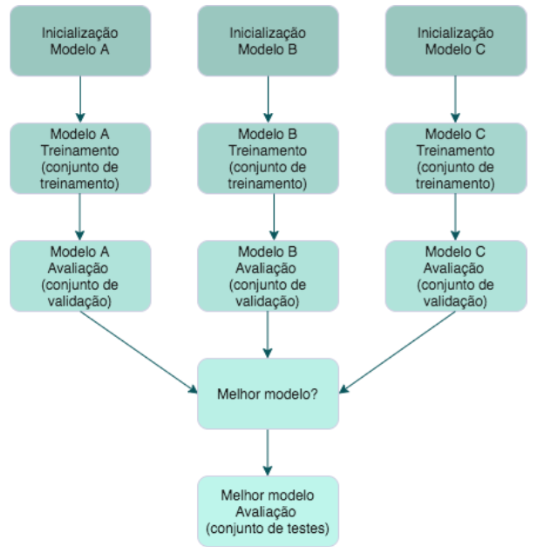 Inicialização
Modelo A
Inicialização
Modelo B
Inicialização
Modelo C
Modelo A
Treinamento
(conjunto de
treinamento)
Modelo B
Treinamento
(conjunto de
treinamento)
Modelo C
Treinamento
(conjunto de
treinamento)
Modelo A
Avaliação
(conjunto de
validação)
Modelo B
Avaliação
(conjunto de
validação)
Modelo C
Avaliação
(conjunto de
validação)
Melhor modelo?
Melhor modelo
Avaliação
(conjunto de testes)